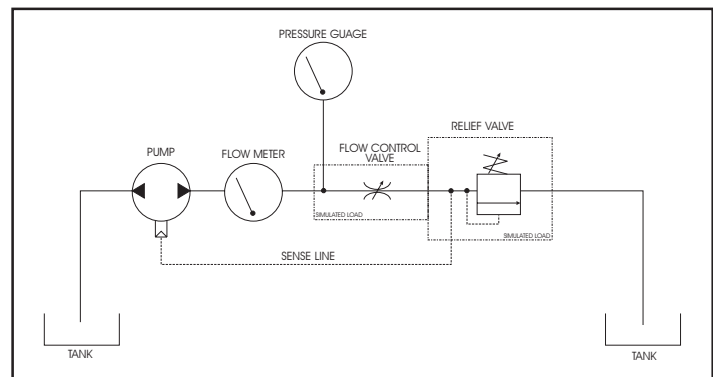 PRESSURE GUAGE
RELIEF VALVE
FLOW CONTROL
VALVE
PUMP
FLOW METER
SIMULATED LOAD
SIMULATED LOAD
SENSE LINE
TANK
TANK